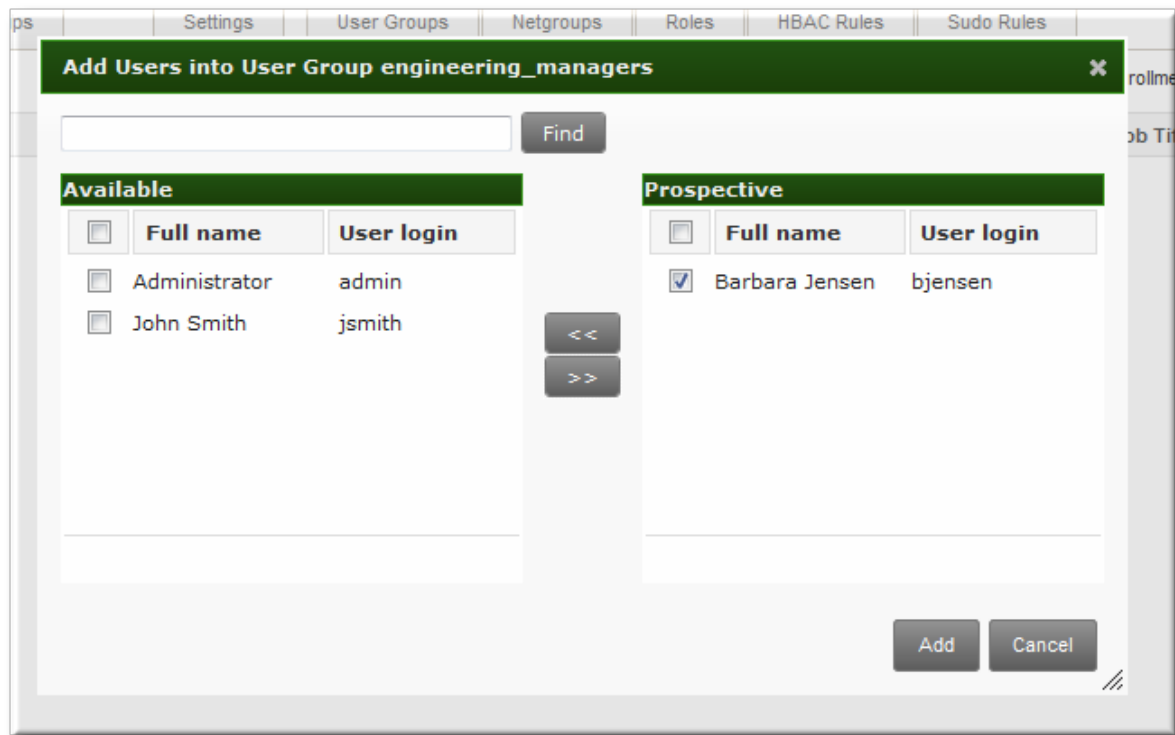 ps Settings User Groups Netgroups Roles HBAC Rules Sudo Rules
Add Users into User Group engineering_managers
rollme
Find
ob Tit
Available
Prospective
Full name User login
Full name User login
Administrator admin
Barbara Jensen bjensen
John Smith jsmith
<<
>>
Add Cancel